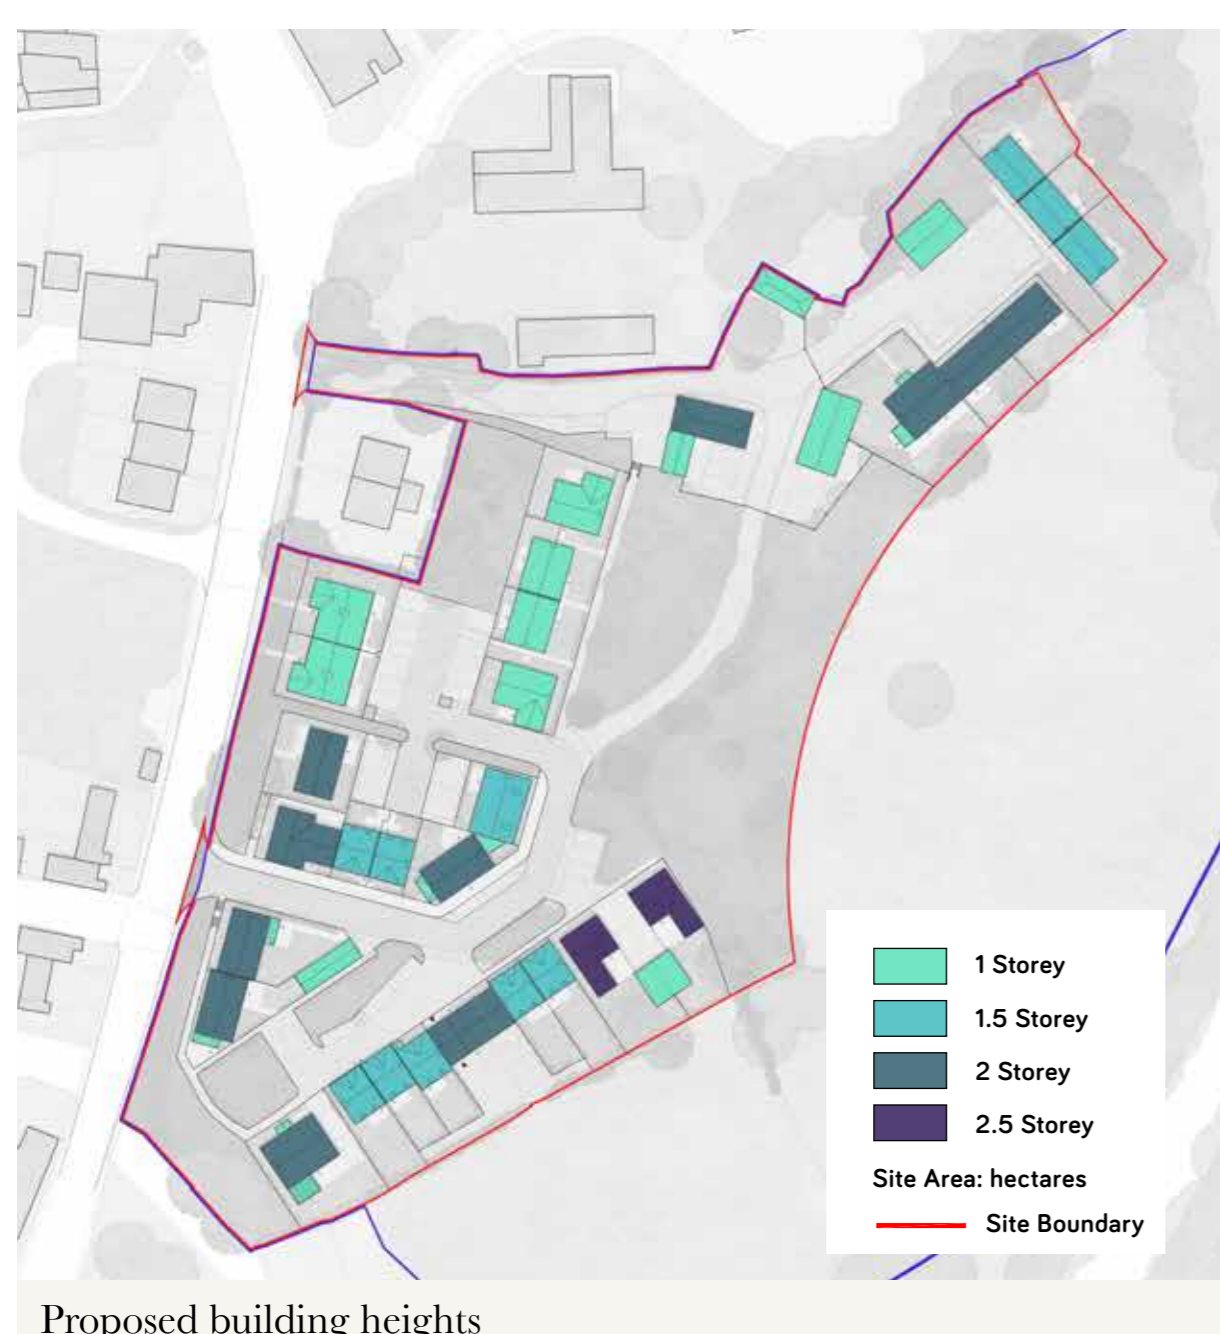 1 Storey
1.5 Storey
2 Storey
2.5 Storey
Site Area: hectares
Site Boundary
Proposed building heights